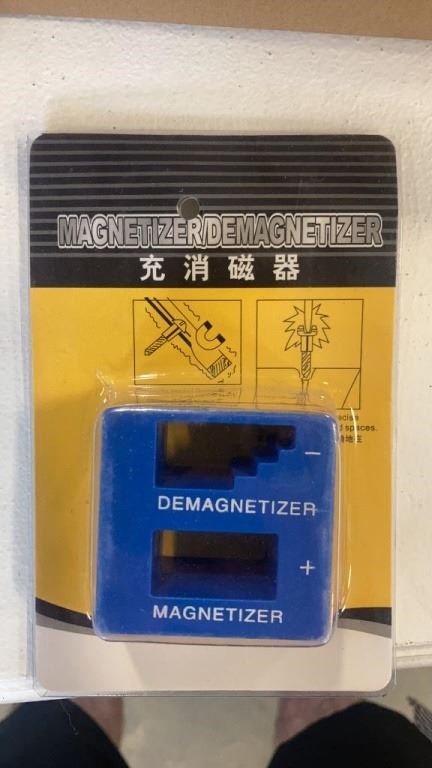 MAGNETIZER/DEMAGNETIZER
充消磁器
spaces.
−
DEMAGNETIZER
+
MAGNETIZER